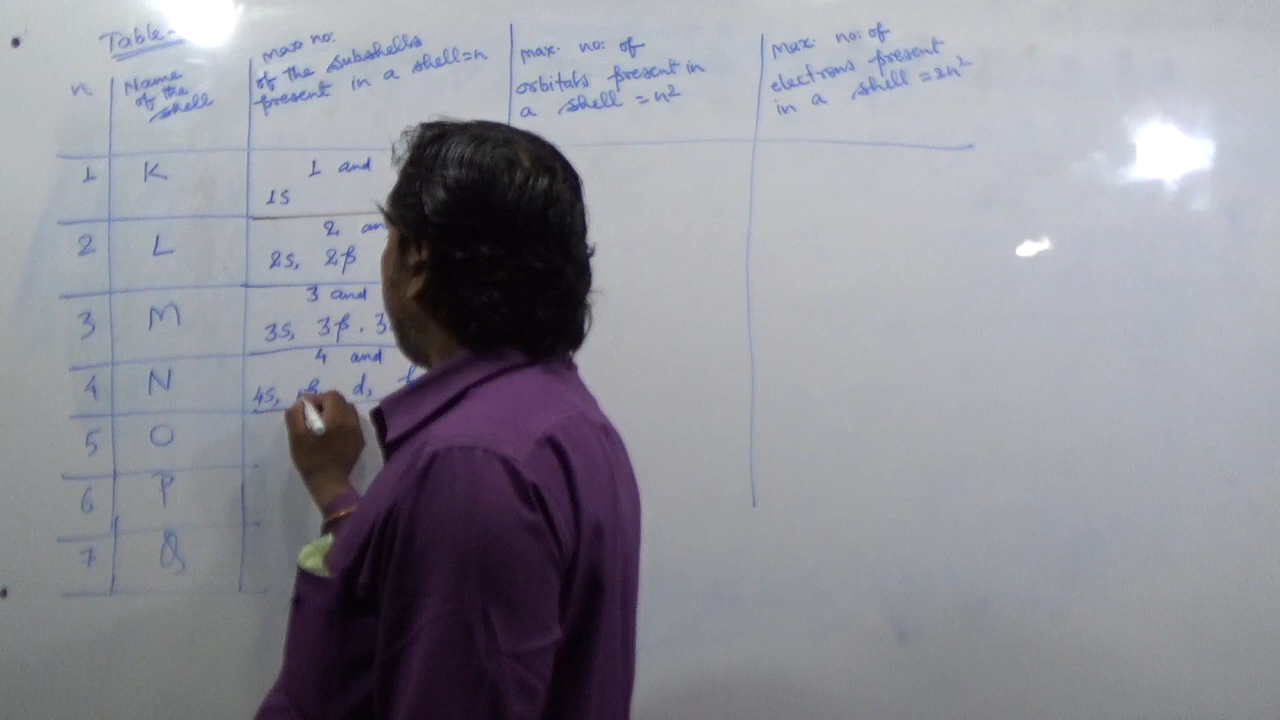 Table-
n
Name
of the
shell
max no:
of the subshells
present in a shell=n
max. no: of
orbitals present in
a shell = n²
Max. no: of
electrons present
in a shell = 2n²
1 K 1 and
1s
2 L 2 an
2s, 2p
3 M 3 and
3s, 3p. 3
4 N 4 and
4s, d,
5 O
6 P
7 Q